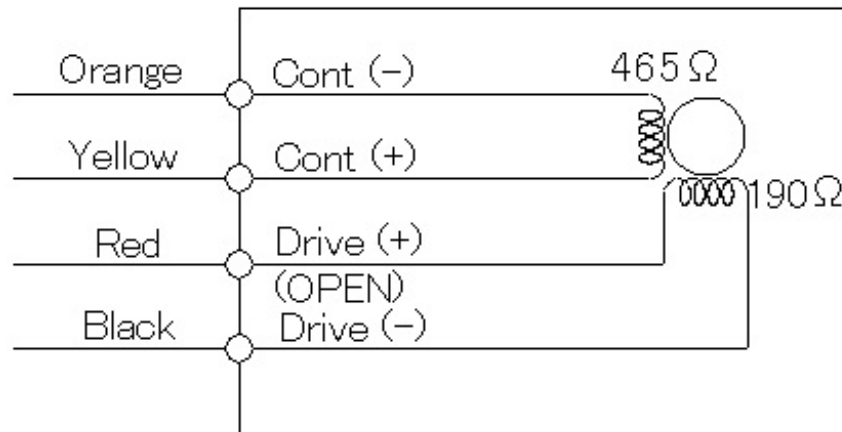 Orange Cont (-) 465Ω
Yellow Cont (+)
190Ω
Red Drive (+)
(OPEN)
Black Drive (-)